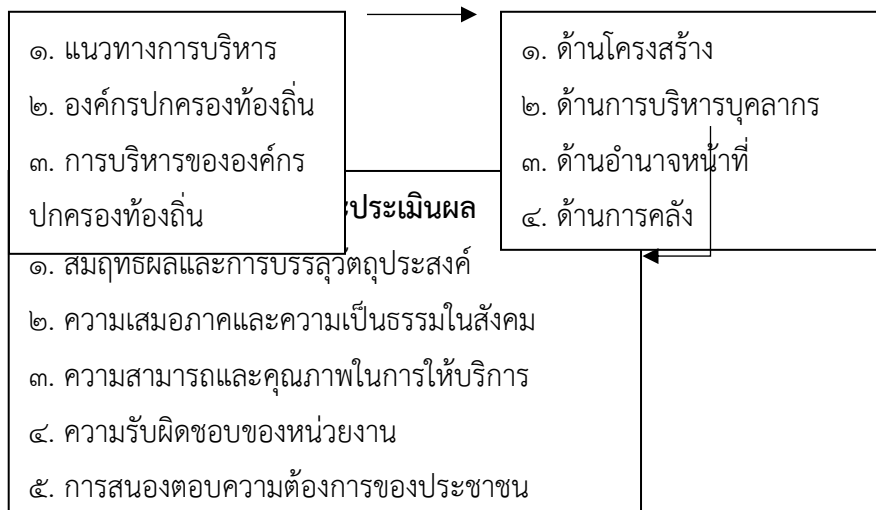 ๑. แนวทางการบริหาร
๒. องค์กรปกครองท้องถิ่น
๓. การบริหารขององค์กร
ปกครองท้องถิ่น
๑. ด้านโครงสร้าง
๒. ด้านการบริหารบุคลากร
๓. ด้านอำนาจหน้าที่
๔. ด้านการคลัง
ประเมินผล
๑. สมฤทธิ์ผลและการบรรลุวัตถุประสงค์
๒. ความเสมอภาคและความเป็นธรรมในสังคม
๓. ความสามารถและคุณภาพในการให้บริการ
๔. ความรับผิดชอบของหน่วยงาน
๕. การสนองตอบความต้องการของประชาชน